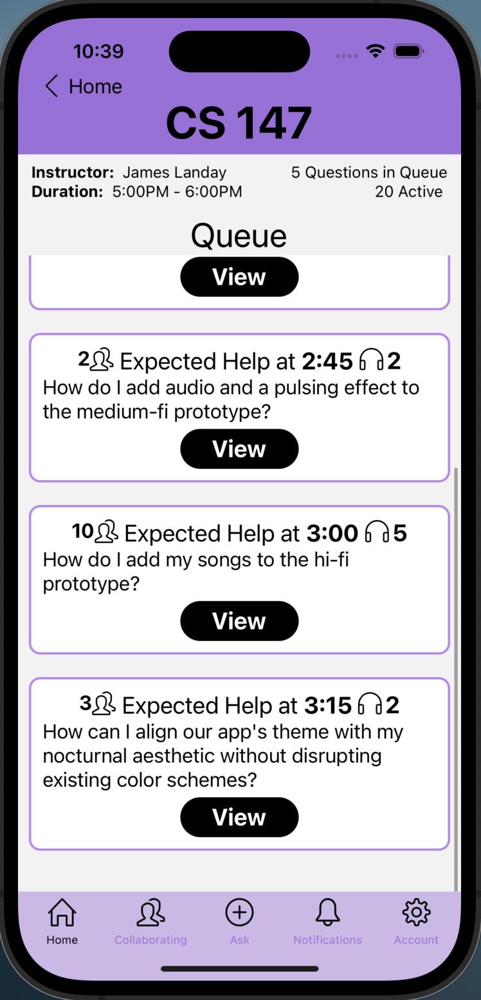 10:39
Home
CS 147
Instructor: James Landay 5 Questions in Queue
Duration: 5:00PM - 6:00PM 20 Active
Queue
View
2 Expected Help at 2:45 2
How do I add audio and a pulsing effect to
the medium-fi prototype?
View
10 Expected Help at 3:00 5
How do I add my songs to the hi-fi
prototype?
View
3 Expected Help at 3:15 2
How can I align our app's theme with my
nocturnal aesthetic without disrupting
existing color schemes?
View
Home Collaborating Ask Notifications Account